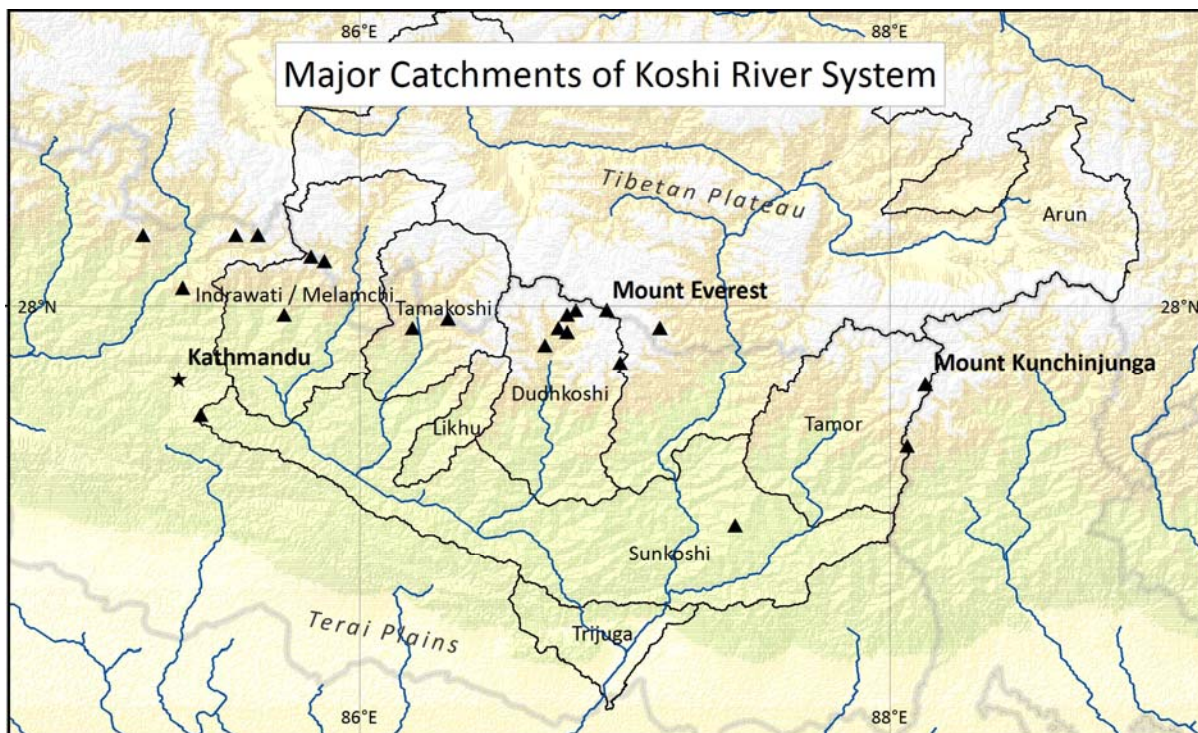 86°E
88°E
Major Catchments of Koshi River System
Tibetan Plateau
Arun
28°N
Indrawati / Melamchi
Tamakoshi
Mount Everest
28°N
Kathmandu
Mount Kunchinjunga
Dudhkoshi
Likhu
Tamor
Sunkoshi
Terai Plains
Trijuga
86°E
88°E